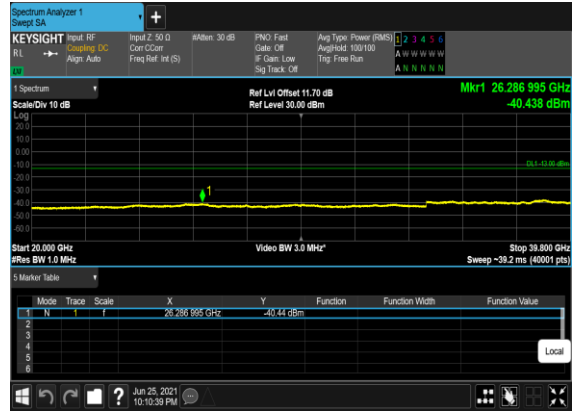 Spectrum Analyzer 1
Swept SA
+
KEYSIGHT Input: RF Input Z: 50 Ω #Atten: 30 dB PNO: Fast Avg Type: Power (RMS) 1 2 3 4 5 6
RL Coupling: DC Corr CCorr Gate: Off Avg|Hold: 100/100 A W W W W W
Align: Auto Freq Ref: Int (S) IF Gain: Low Trig: Free Run
LW Sig Track: Off A N N N N N
1 Spectrum Ref Lvl Offset 11.70 dB Mkr1 26.286 995 GHz
Scale/Div 10 dB Ref Level 30.00 dBm -40.438 dBm
Log
20.0
10.0
0.00
-10.0 DL1 -13.00 dBm
-20.0
-30.0 1
-40.0
-50.0
-60.0
Start 20.000 GHz Video BW 3.0 MHz* Stop 39.800 GHz
#Res BW 1.0 MHz Sweep ~39.2 ms (40001 pts)
5 Marker Table
Mode Trace Scale X Y Function Function Width Function Value
1 N 1 f 26.286 995 GHz -40.44 dBm
2
3
4
5
6
Local
? Jun 25, 2021
10:10:39 PM